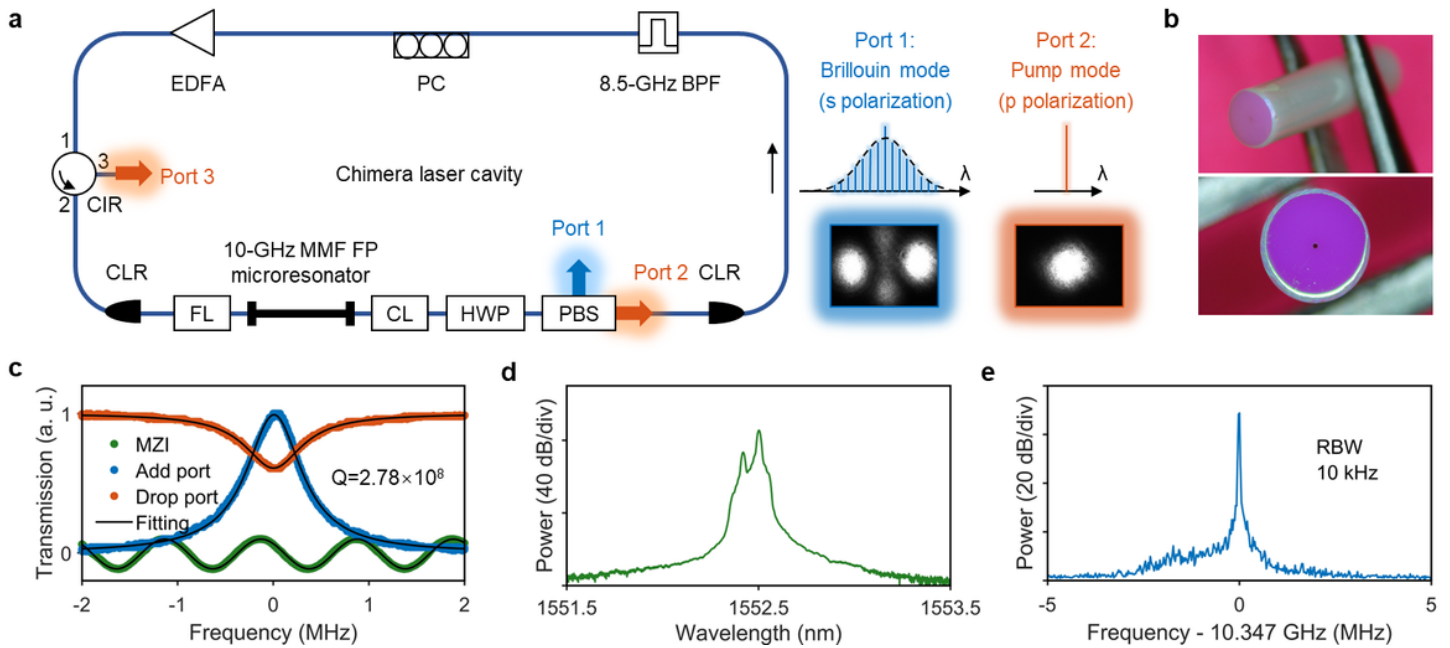 a
EDFA
PC
8.5-GHz BPF
1
3
2
CIR
Port 3
Chimera laser cavity
10-GHz MMF FP
microresonator
Port 1
Port 2
CLR
FL
CL
HWP
PBS
CLR
Port 1:
Brillouin mode
(s polarization)
λ
Port 2:
Pump mode
(p polarization)
λ
b
c
Transmission (a. u.)
1
0
MZI
Add port
Drop port
Fitting
Q=2.78×10⁸
-2
-1
0
1
2
Frequency (MHz)
d
Power (40 dB/div)
1551.5
1552.5
1553.5
Wavelength (nm)
e
Power (20 dB/div)
RBW
10 kHz
-5
0
5
Frequency - 10.347 GHz (MHz)